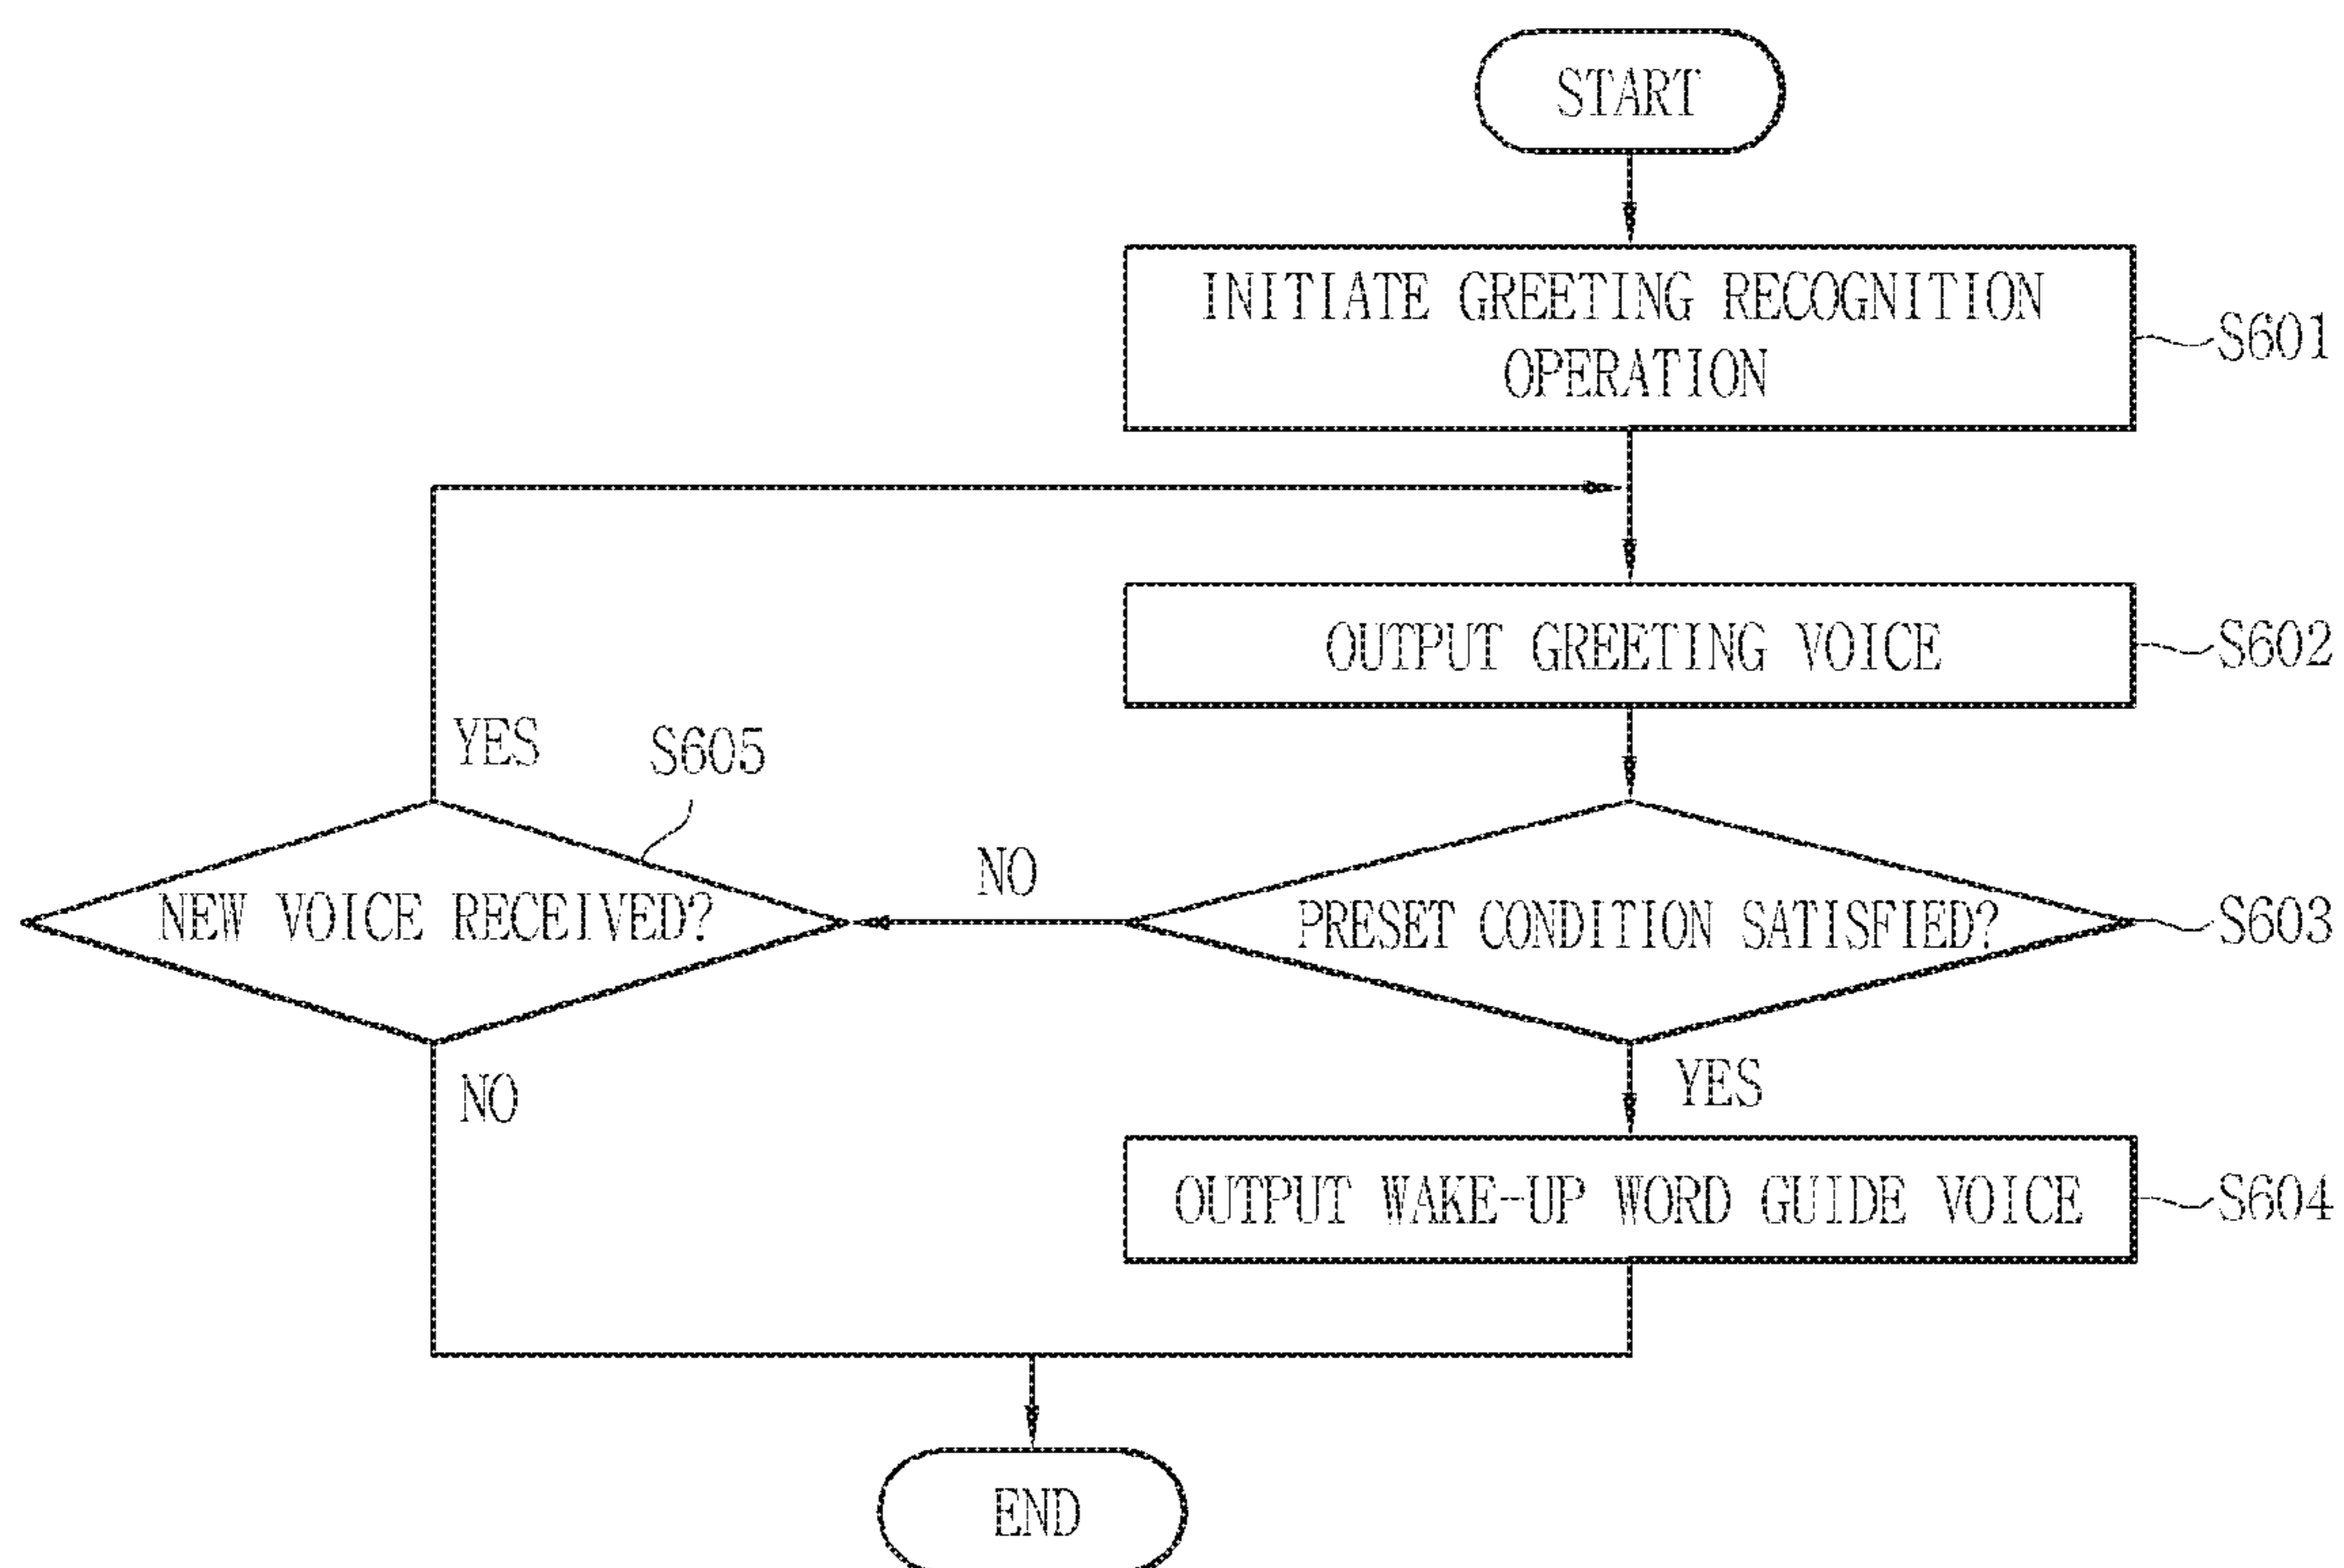 START
INITIATE GREETING RECOGNITION
OPERATION
S601
OUTPUT GREETING VOICE
S602
YES
S605
NEW VOICE RECEIVED?
NO
PRESET CONDITION SATISFIED?
S603
NO
YES
OUTPUT WAKE-UP WORD GUIDE VOICE
S604
END